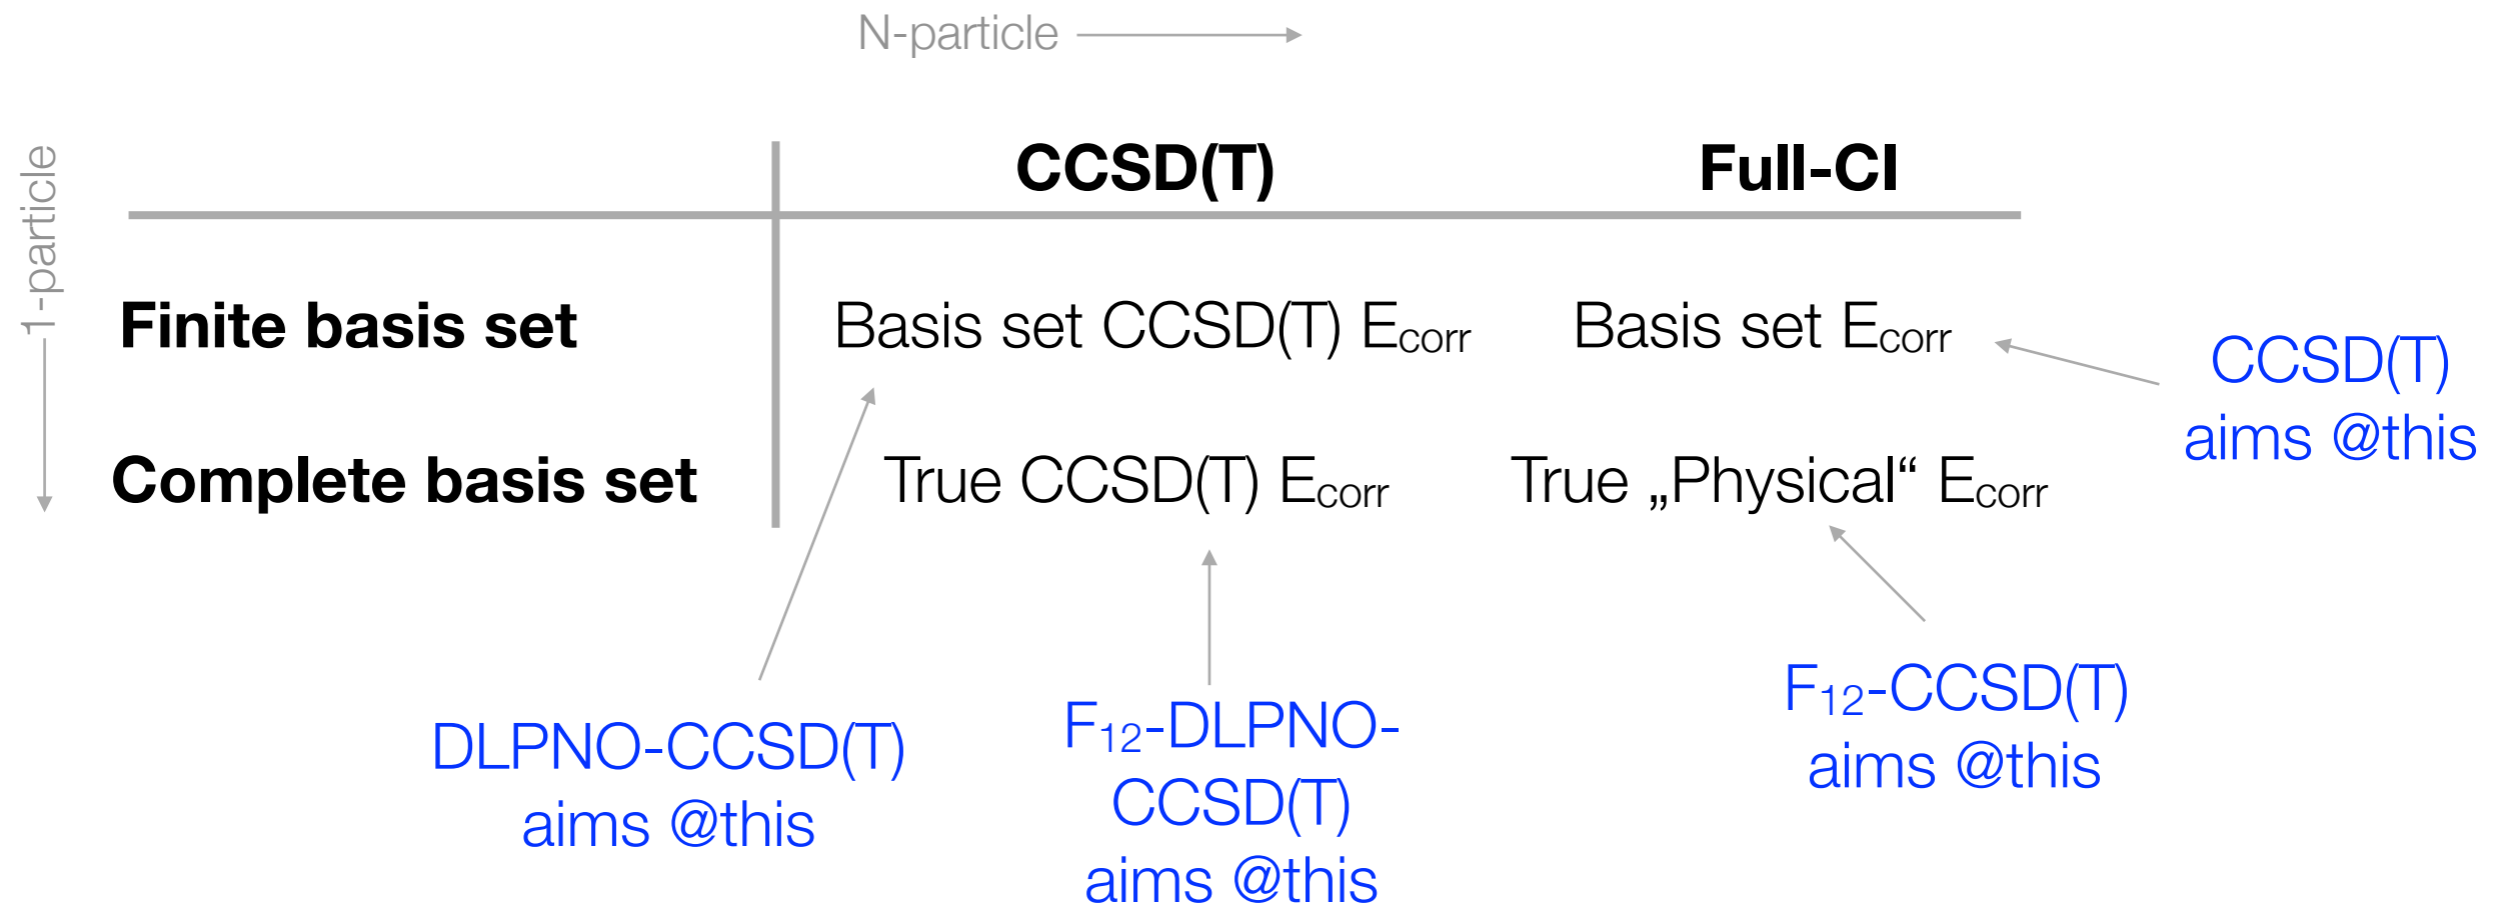 N-particle
1-particle
CCSD(T) Full-CI
Finite basis set Basis set CCSD(T) Ecorr Basis set Ecorr
CCSD(T)
aims @this
Complete basis set True CCSD(T) Ecorr True „Physical“ Ecorr
DLPNO-CCSD(T)
aims @this
F12-DLPNO-
CCSD(T)
aims @this
F12-CCSD(T)
aims @this